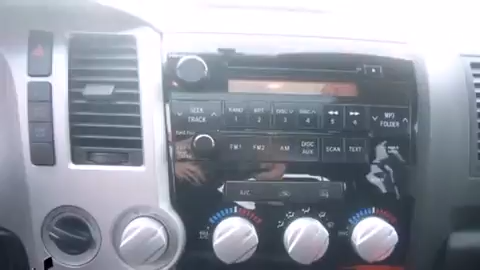 SEEK TRACK RAND 1 RPT 2 DISC ∨ 3 DISC ∧ 4 ◀◀ 5 ▶▶ 6 MP3 FOLDER
FM1 FM2 AM DISC AUX SCAN TEXT
A/C